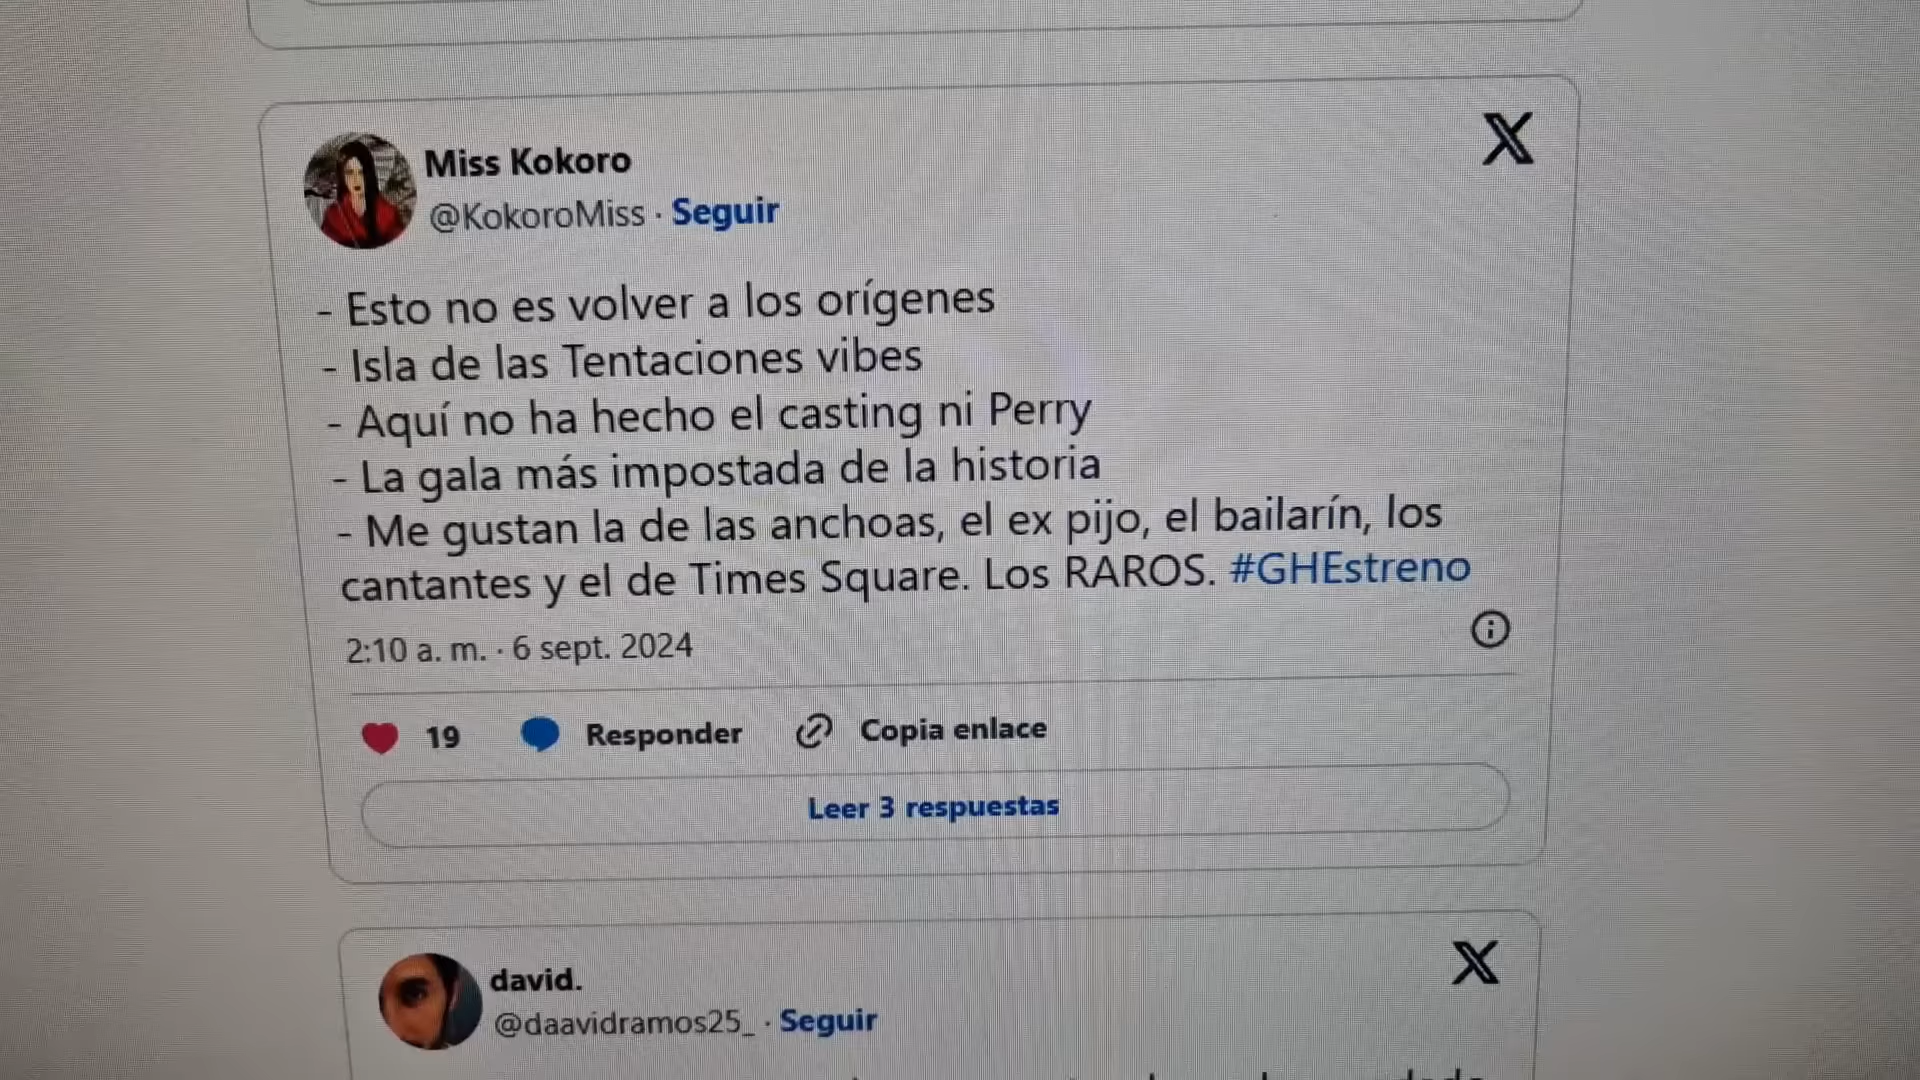 Miss Kokoro
@KokoroMiss · Seguir
- Esto no es volver a los orígenes
- Isla de las Tentaciones vibes
- Aquí no ha hecho el casting ni Perry
- La gala más impostada de la historia
- Me gustan la de las anchoas, el ex pijo, el bailarín, los
cantantes y el de Times Square. Los RAROS. #GHEstreno
2:10 a. m. · 6 sept. 2024
19 Responder Copia enlace
Leer 3 respuestas
david.
@daavidramos25_ · Seguir